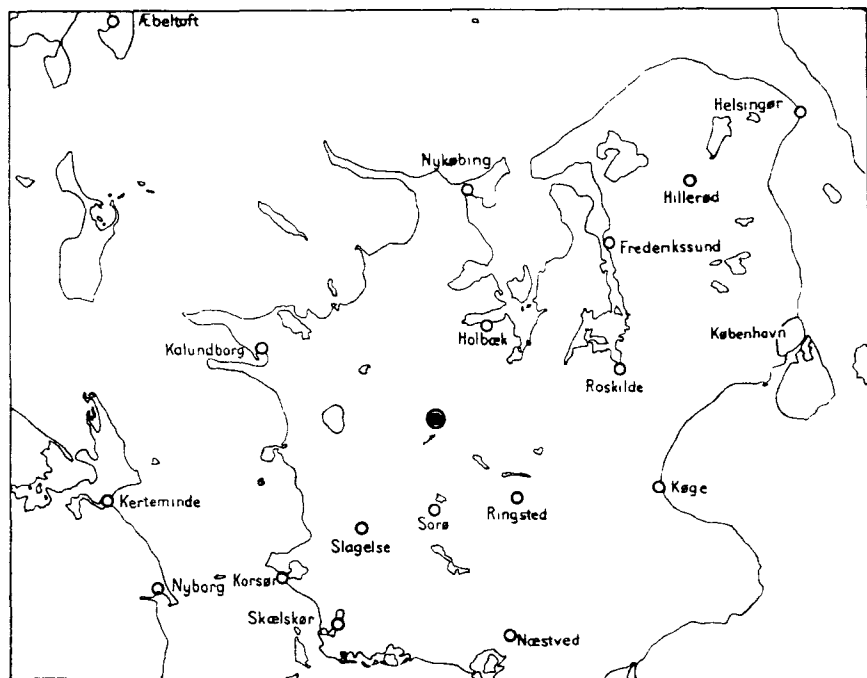 Æbeltoft
Helsingør
Nykøbing
Hillerød
Frederikssund
Holbæk
København
Kalundborg
Roskilde
Kerteminde
Sorø
Ringsted
Køge
Slagelse
Nyborg
Korsør
Skælskør
Næstved